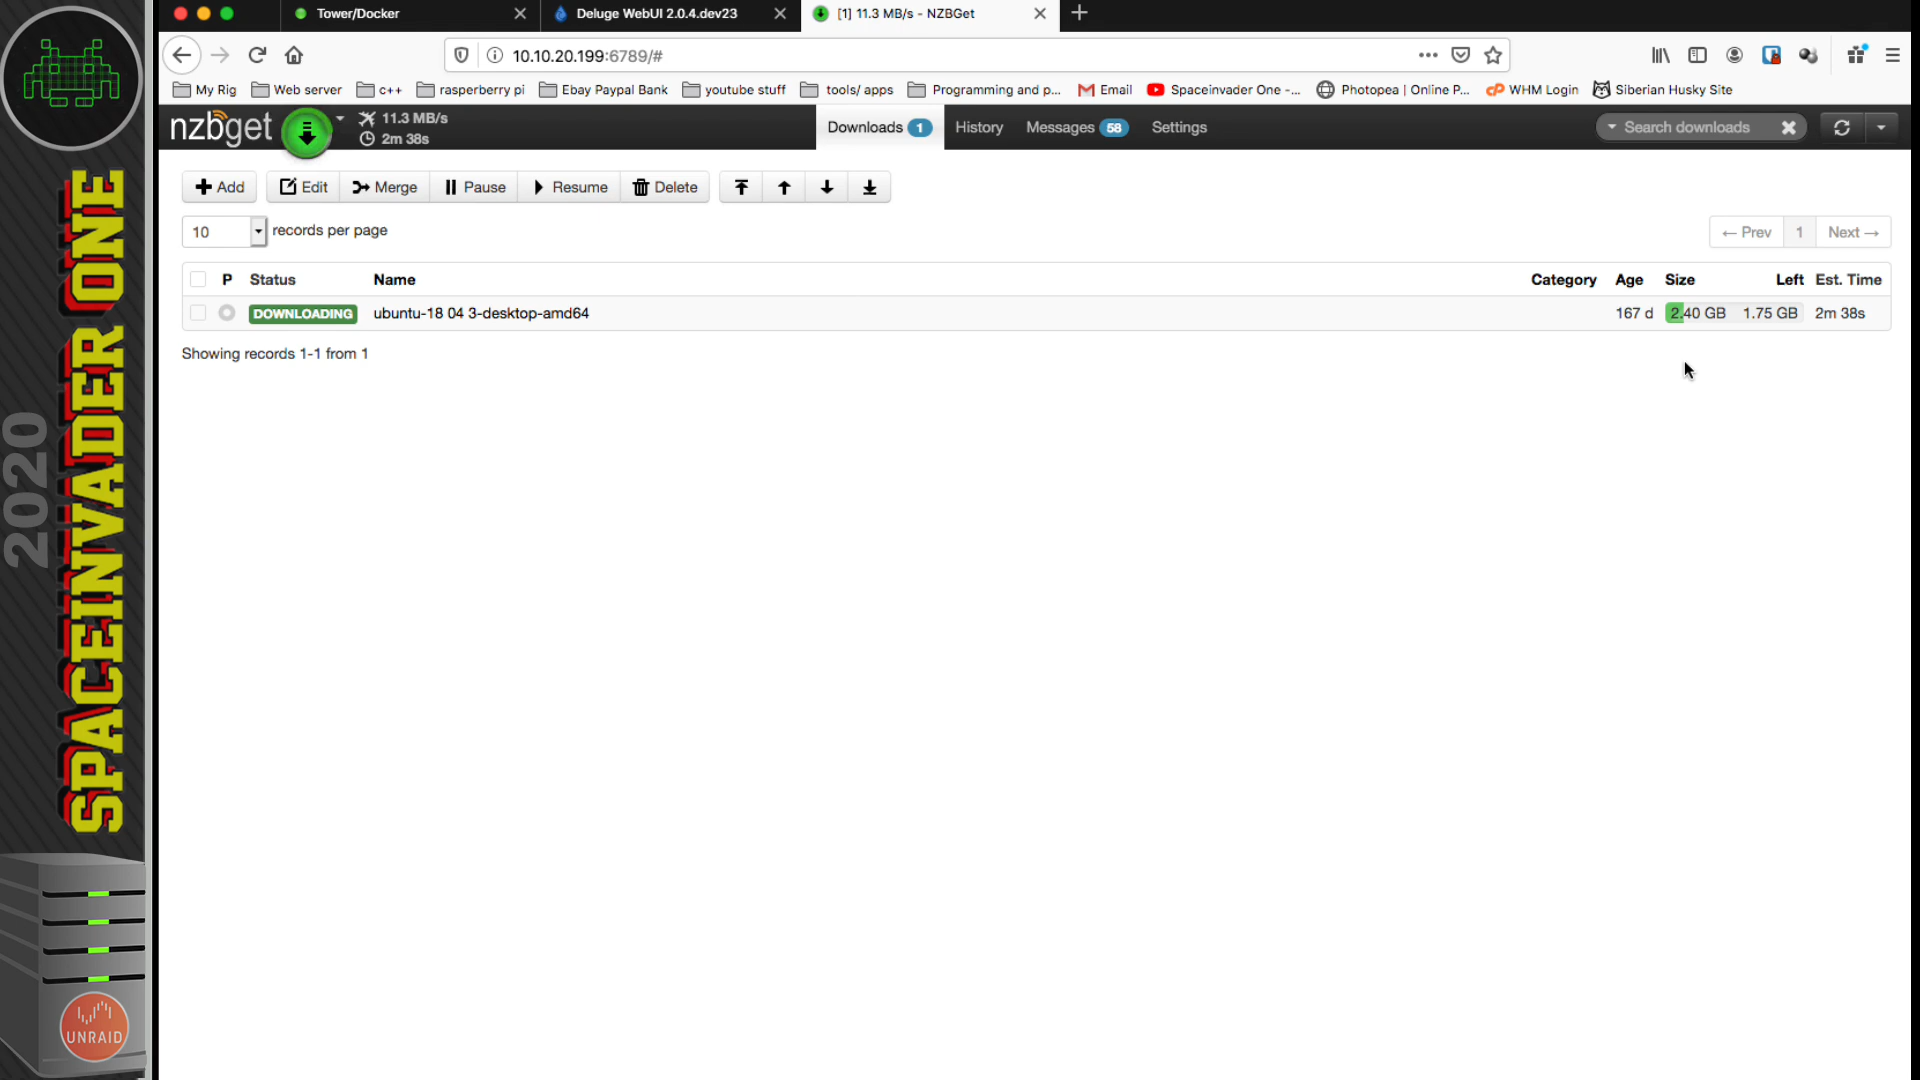 Tower/Docker
Deluge WebUI 2.0.4.dev23
[1] 11.3 MB/s - NZBGet
10.10.20.199:6789/#
My Rig
Web server
c++
rasperberry pi
Ebay Paypal Bank
youtube stuff
tools/ apps
Programming and p...
Email
Spaceinvader One -...
Photopea | Online P...
WHM Login
Siberian Husky Site
nzbget
11.3 MB/s
2m 38s
Downloads 1
History
Messages 58
Settings
Search downloads
Add
Edit
Merge
Pause
Resume
Delete
10 records per page
← Prev 1 Next →
P Status Name Category Age Size Left Est. Time
DOWNLOADING ubuntu-18 04 3-desktop-amd64 167 d 2.40 GB 1.75 GB 2m 38s
Showing records 1-1 from 1
2020
SPACEINVADER ONE
UNRAID